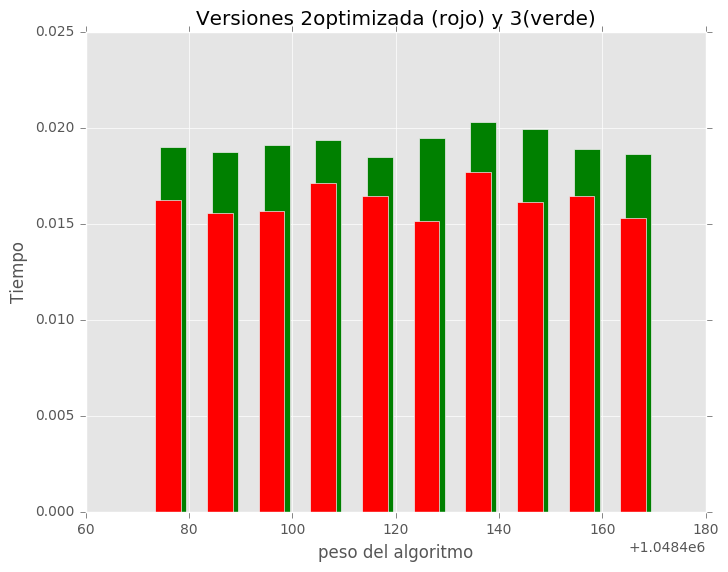 Versiones 2optimizada (rojo) y 3(verde)
0.025
0.020
0.015
0.010
0.005
0.000
Tiempo
60 80 100 120 140 160 180
+1.0484e6
peso del algoritmo